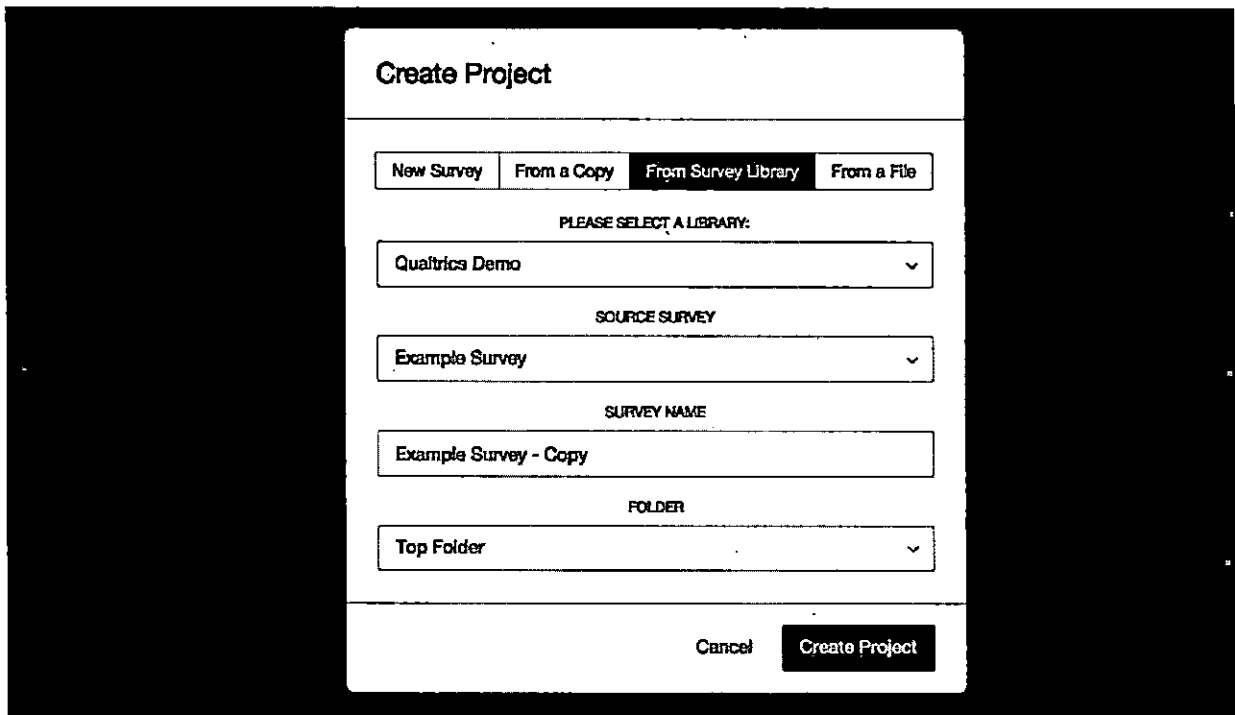 Create Project
New Survey From a Copy From Survey Library From a File
PLEASE SELECT A LIBRARY:
Qualtrics Demo
SOURCE SURVEY
Example Survey
SURVEY NAME
Example Survey - Copy
FOLDER
Top Folder
Cancel Create Project